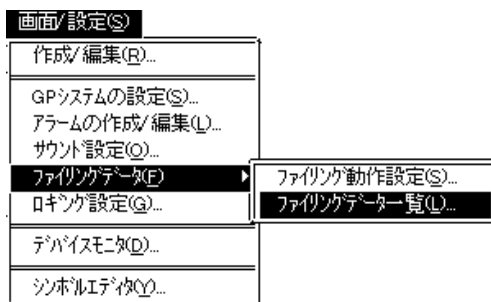 画面/設定(S)
作成/編集(R)...
GPシステムの設定(S)...
アラームの作成/編集(L)...
サウンド設定(O)...
ファイリングデータ(F)
ファイリング動作設定(S)...
ファイリングデータ一覧(L)...
ロギング設定(G)...
デバイスモニタ(D)...
シンボルエディタ(Y)...